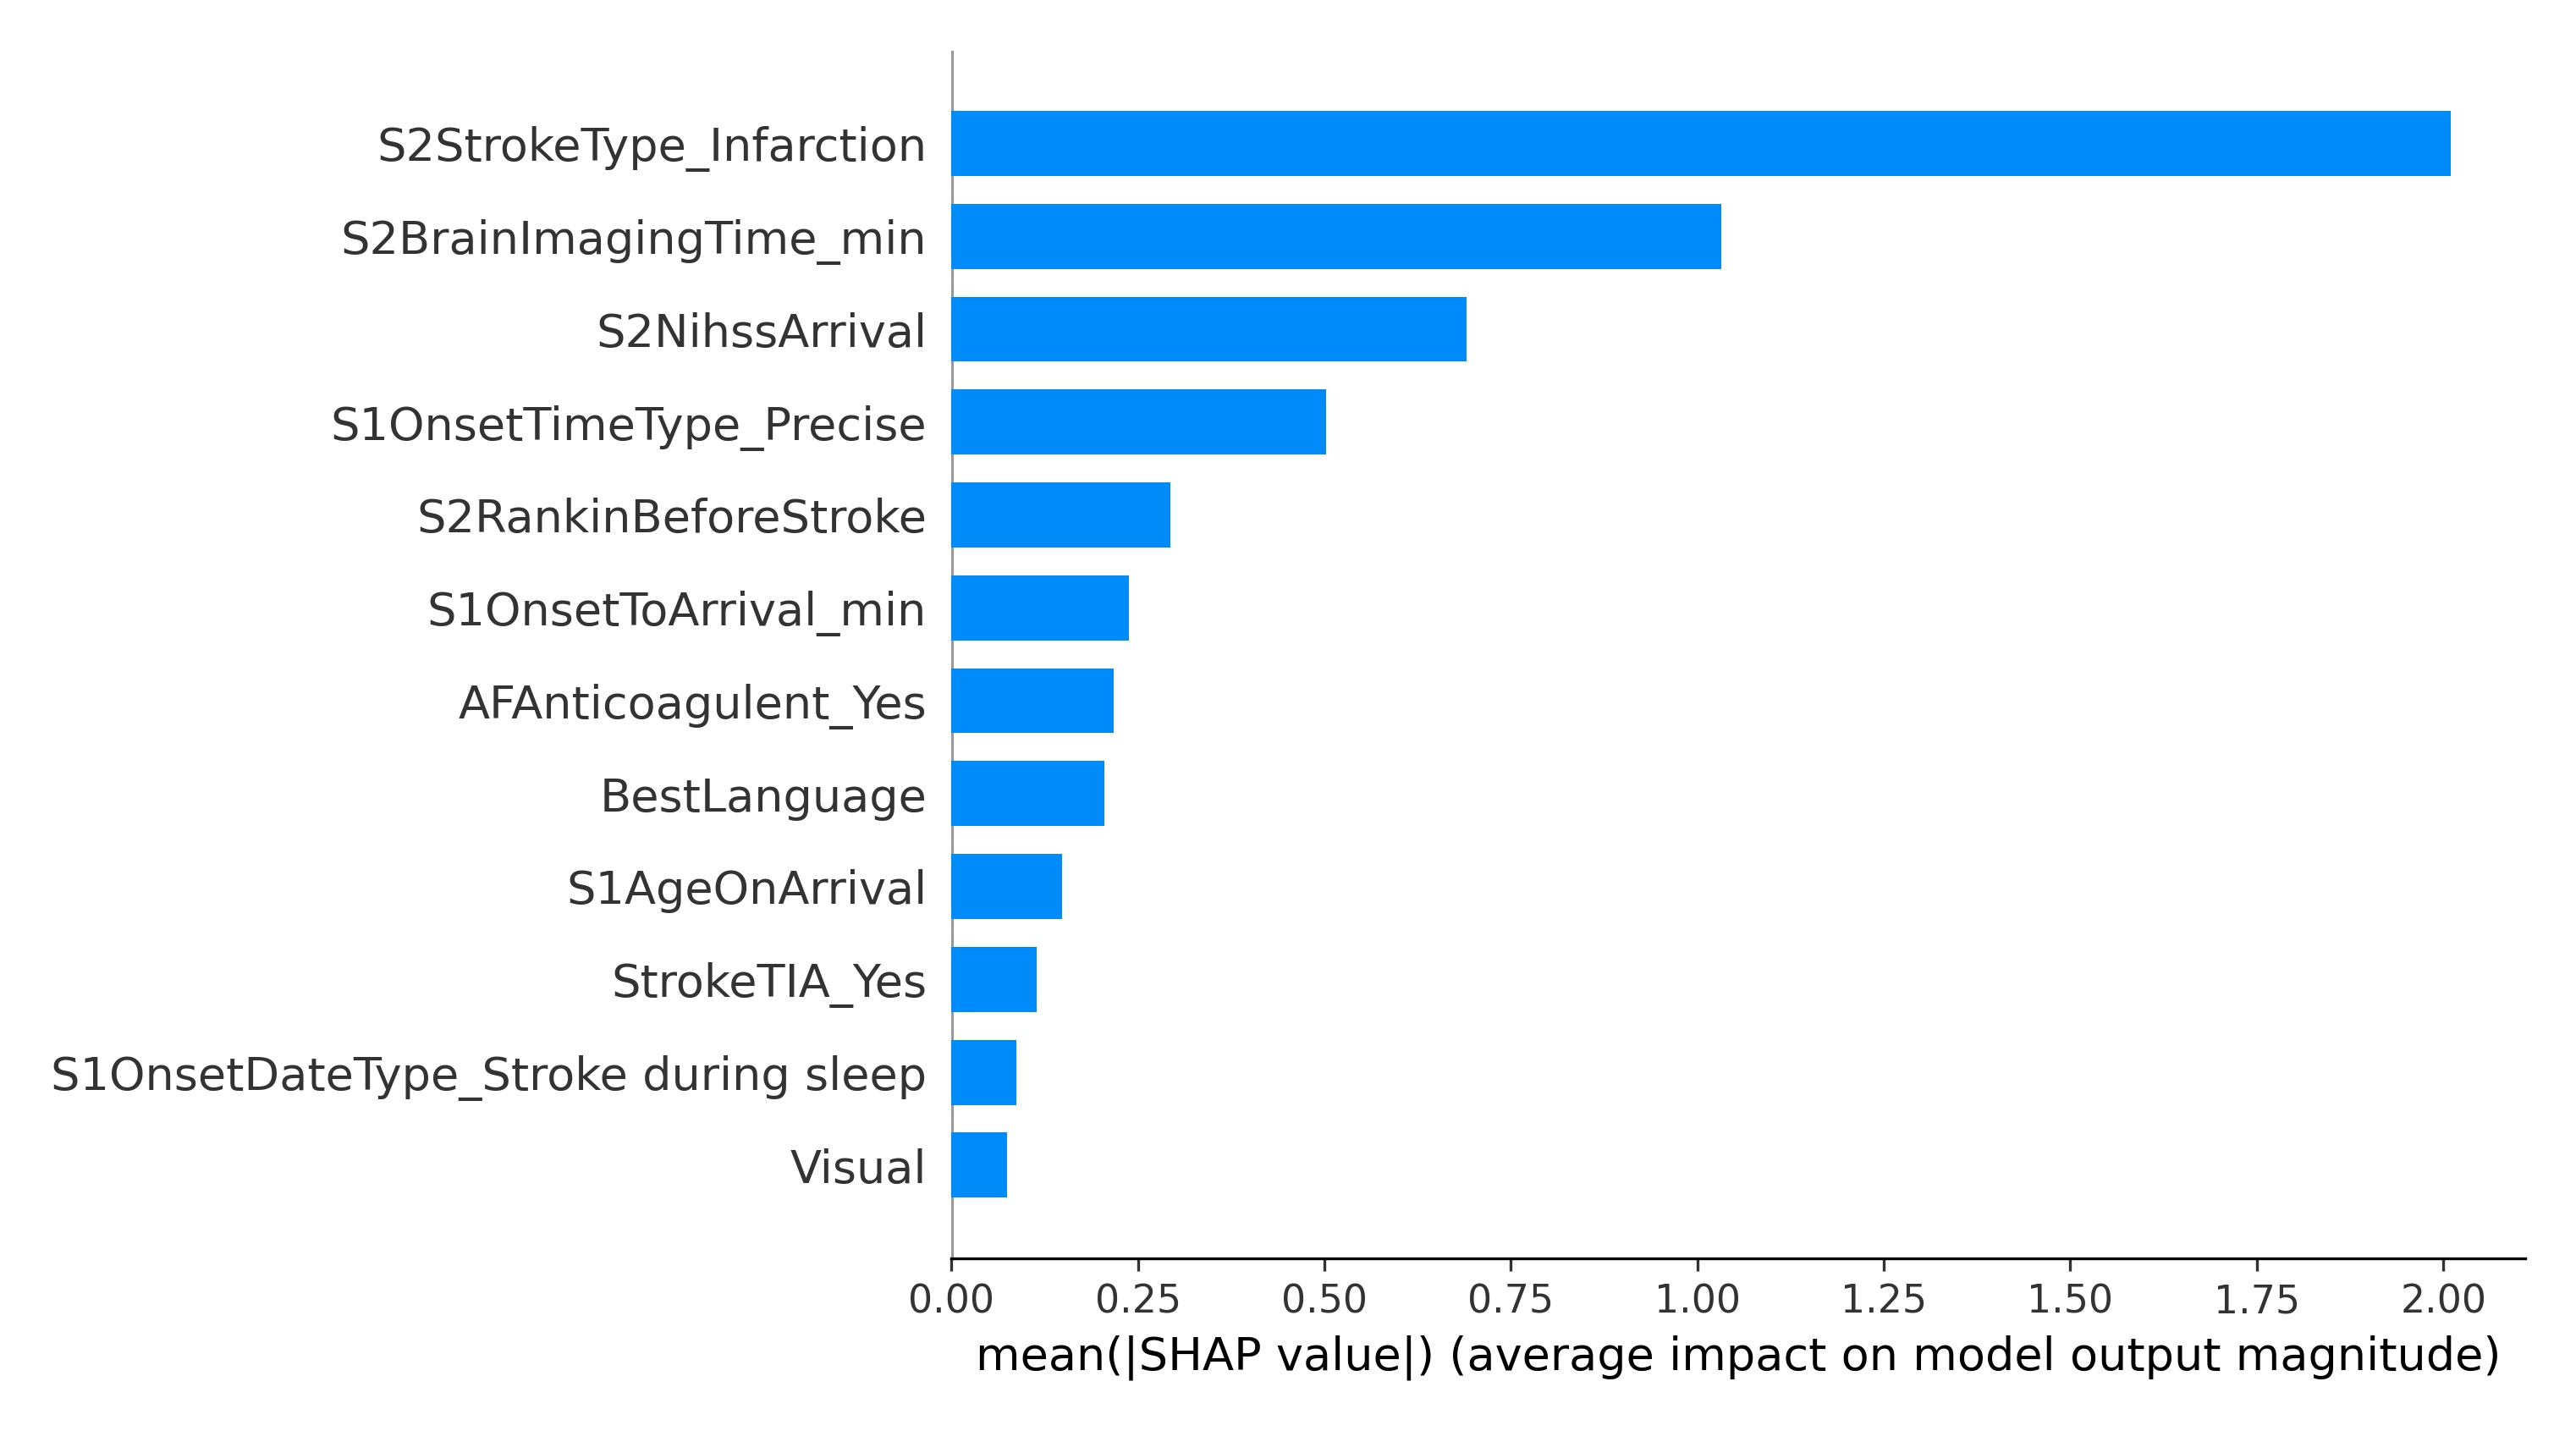 S2StrokeType_Infarction
S2BrainImagingTime_min
S2NihssArrival
S1OnsetTimeType_Precise
S2RankinBeforeStroke
S1OnsetToArrival_min
AFAnticoagulent_Yes
BestLanguage
S1AgeOnArrival
StrokeTIA_Yes
S1OnsetDateType_Stroke during sleep
Visual
0.00 0.25 0.50 0.75 1.00 1.25 1.50 1.75 2.00
mean(|SHAP value|) (average impact on model output magnitude)